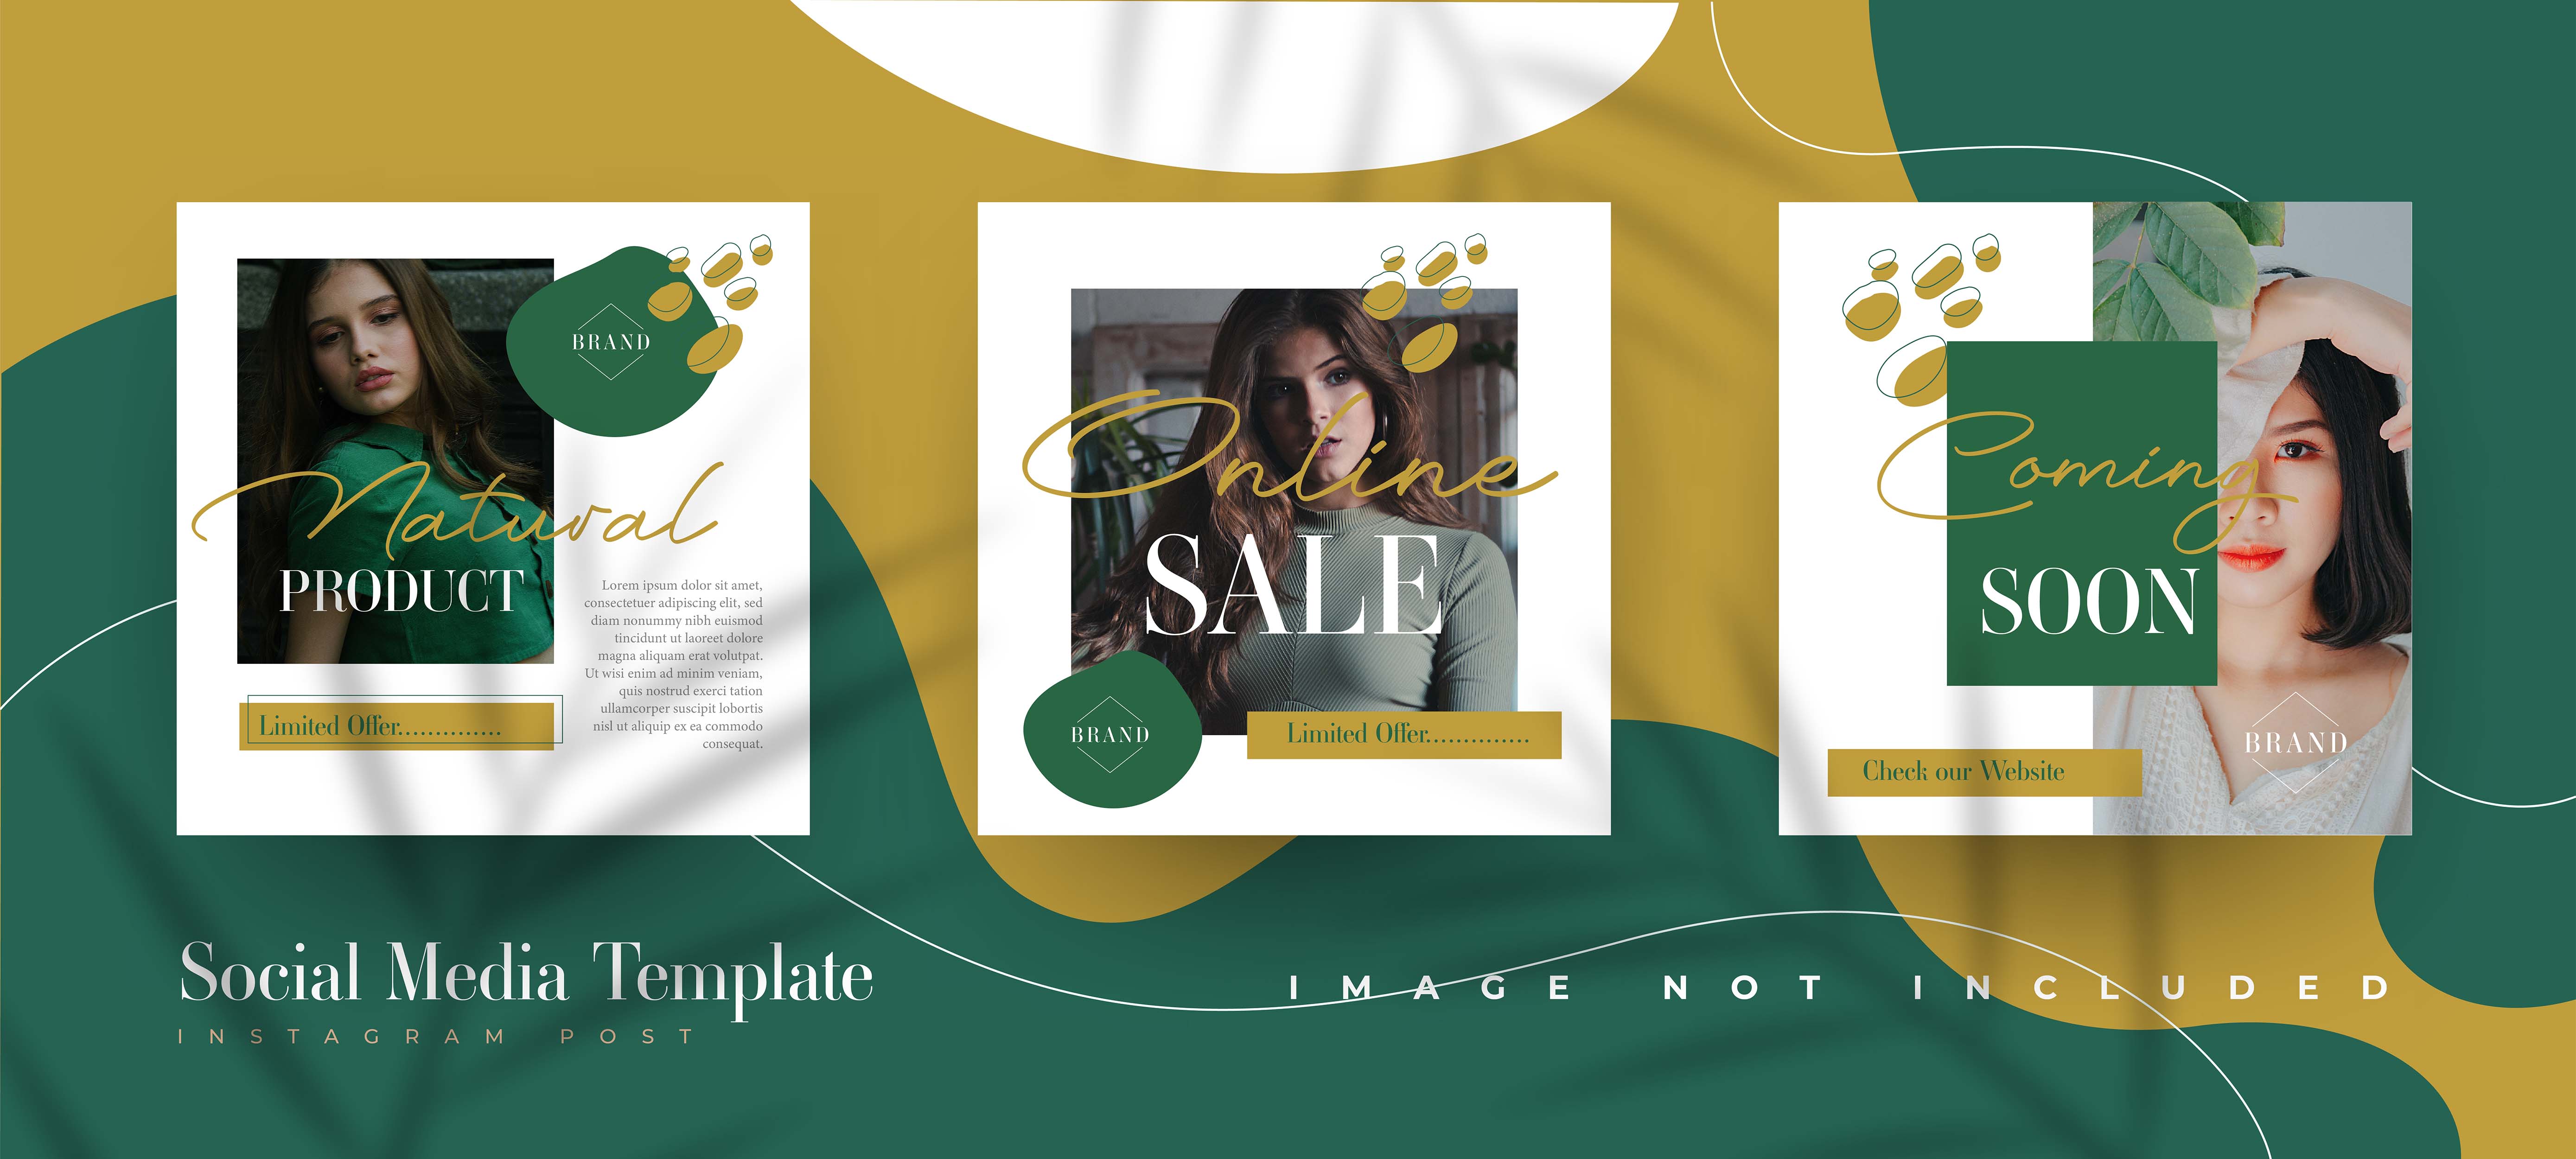 Natural
PRODUCT
BRAND
Lorem ipsum dolor sit amet,
consectetuer adipiscing elit, sed
diam nonummy nibh euismod
tincidunt ut laoreet dolore
magna aliquam erat volutpat.
Ut wisi enim ad minim veniam,
quis nostrud exerci tation
ullamcorper suscipit lobortis
nisl ut aliquip ex ea commodo
consequat.
Limited Offer..............
Online
SALE
BRAND
Limited Offer..............
Coming
SOON
BRAND
Check our Website
Social Media Template
INSTAGRAM POST
IMAGE NOT INCLUDED